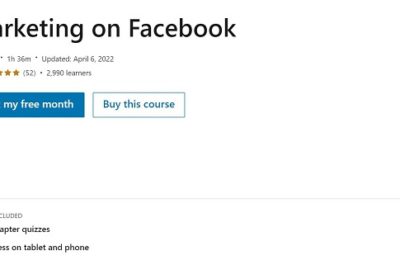 arketing on Facebook
• 1h 36m • Updated: April 6, 2022
★★★ (52) • 2,990 learners
my free month
Buy this course
CLUDED
apter quizzes
ess on tablet and phone